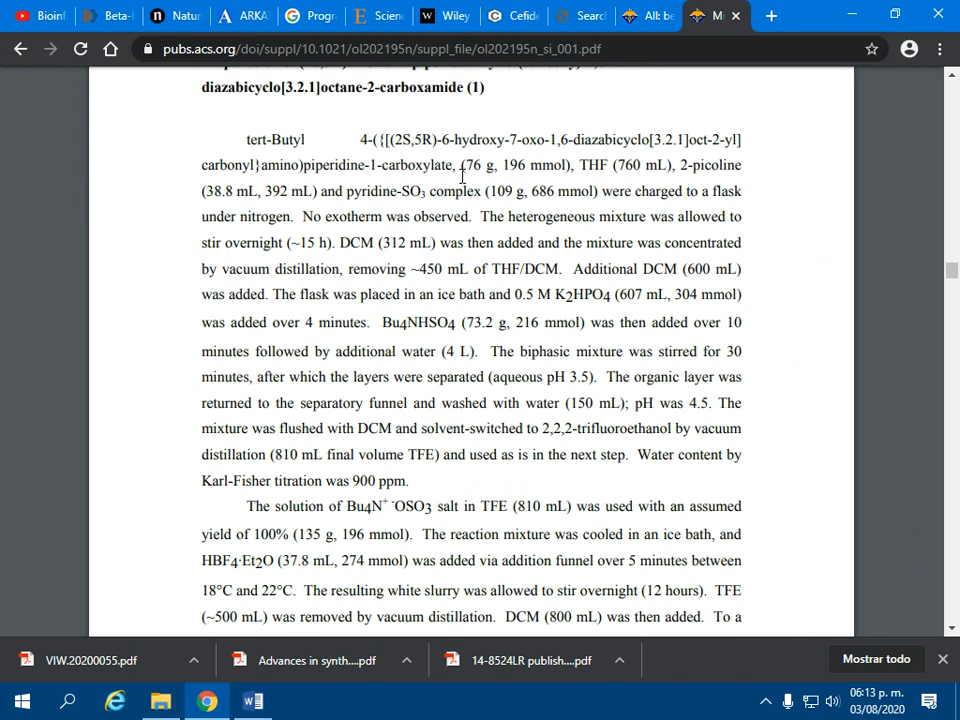 Bioinf
Beta-l
Natur
ARKA
Progra
Scienc
Wiley
Cefide
Search
All: be
M
pubs.acs.org/doi/suppl/10.1021/ol202195n/suppl_file/ol202195n_si_001.pdf
diazabicyclo[3.2.1]octane-2-carboxamide (1)
tert-Butyl 4-({[(2S,5R)-6-hydroxy-7-oxo-1,6-diazabicyclo[3.2.1]oct-2-yl]
carbonyl}amino)piperidine-1-carboxylate, (76 g, 196 mmol), THF (760 mL), 2-picoline
(38.8 mL, 392 mL) and pyridine-SO3 complex (109 g, 686 mmol) were charged to a flask
under nitrogen. No exotherm was observed. The heterogeneous mixture was allowed to
stir overnight (~15 h). DCM (312 mL) was then added and the mixture was concentrated
by vacuum distillation, removing ~450 mL of THF/DCM. Additional DCM (600 mL)
was added. The flask was placed in an ice bath and 0.5 M K2HPO4 (607 mL, 304 mmol)
was added over 4 minutes. Bu4NHSO4 (73.2 g, 216 mmol) was then added over 10
minutes followed by additional water (4 L). The biphasic mixture was stirred for 30
minutes, after which the layers were separated (aqueous pH 3.5). The organic layer was
returned to the separatory funnel and washed with water (150 mL); pH was 4.5. The
mixture was flushed with DCM and solvent-switched to 2,2,2-trifluoroethanol by vacuum
distillation (810 mL final volume TFE) and used as is in the next step. Water content by
Karl-Fisher titration was 900 ppm.
The solution of Bu4N+ -OSO3 salt in TFE (810 mL) was used with an assumed
yield of 100% (135 g, 196 mmol). The reaction mixture was cooled in an ice bath, and
HBF4·Et2O (37.8 mL, 274 mmol) was added via addition funnel over 5 minutes between
18°C and 22°C. The resulting white slurry was allowed to stir overnight (12 hours). TFE
(~500 mL) was removed by vacuum distillation. DCM (800 mL) was then added. To a
VIW.20200055.pdf
Advances in synth....pdf
14-8524LR publish....pdf
Mostrar todo
06:13 p. m.
03/08/2020